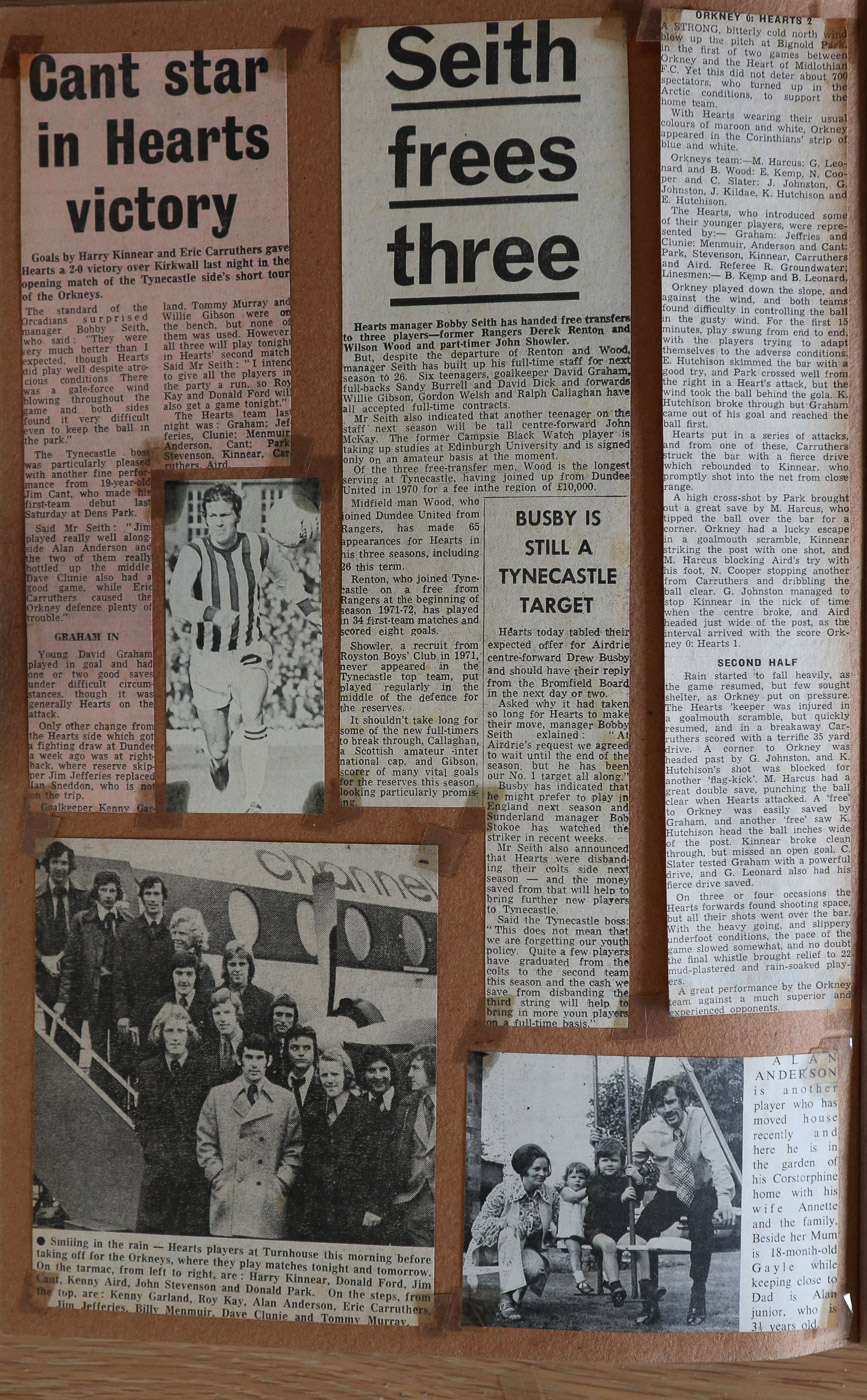 Cant star
in Hearts
victory
Goals by Harry Kinnear and Eric Carruthers gave
Hearts a 2-0 victory over Kirkwall last night in the
opening match of the Tynecastle side's short tour
of the Orkneys.
The standard of the
Orcadians surprised
manager Bobby Seith,
who said: "They were
very much better than I
expected, though Hearts
did play well despite atro-
cious conditions There
was a gale-force wind
blowing throughout the
game and both sides
found it very difficult
even to keep the ball in
the park."
The Tynecastle boss
was particularly pleased
with another fine perfor-
mance from 19-year-old
Jim Cant, who made his
first-team debut last
Saturday at Dens Park.
Said Mr Seith: "Jim
played really well along-
side Alan Anderson and
the two of them really
bottled up the middle.
Dave Clunie also had a
good game, while Eric
Carruthers caused the
Orkney defence plenty of
trouble."
GRAHAM IN
Young David Graham
played in goal and had
one or two good saves
under difficult circum-
stances, though it was
generally Hearts on the
attack.
Only other change from
the Hearts side which got
a fighting draw at Dundee
a week ago was at right-
back, where reserve skip-
per Jim Jefferies replaced
Ian Sneddon, who is not
on the trip.
Goalkeeper Kenny Gar-
land, Tommy Murray and
Willie Gibson were on
the bench, but none of
them was used. However
all three will play tonight
in Hearts' second match
Said Mr Seith: "I intend
to give all the players in
the party a run, so Roy
Kay and Donald Ford will
also get a game tonight."
The Hearts team last
night was: Graham; Jef-
feries, Clunie; Menmuir
Anderson, Cant; Park
Stevenson, Kinnear, Car
ruthers, Aird.
Seith
frees
three
Hearts manager Bobby Seith has handed free transfers
to three players—former Rangers Derek Renton and
Wilson Wood and part-timer John Showler.
But, despite the departure of Renton and Wood,
manager Seith has built up his full-time staff for next
season to 26. Six teenagers, goalkeeper David Graham,
full-backs Sandy Burrell and David Dick and forwards
Willie Gibson, Gordon Welsh and Ralph Callaghan have
all accepted full-time contracts.
Mr Seith also indicated that another teenager on the
staff next season will be tall centre-forward John
McKay. The former Campsie Black Watch player is
taking up studies at Edinburgh University and is signed
only on an amateur basis at the moment.
Of the three free-transfer men, Wood is the longest
serving at Tynecastle, having joined up from Dundee
United in 1970 for a fee in the region of £10,000.
Midfield man Wood, who
joined Dundee United from
Rangers, has made 65
appearances for Hearts in
his three seasons, including
26 this term.
Renton, who joined Tyne-
castle on a free from
Rangers at the beginning of
season 1971-72, has played
in 34 first-team matches and
scored eight goals.
Showler, a recruit from
Royston Boys' Club in 1971,
never appeared in the
Tynecastle top team, put
played regularly in the
middle of the defence for
the reserves.
It shouldn't take long for
some of the new full-timers
to break through, Callaghan,
a Scottish amateur inter
national cap, and Gibson,
scorer of many vital goals
for the reserves this season,
looking particularly promis-
ing.
BUSBY IS
STILL A
TYNECASTLE
TARGET
Hearts today tabled their
expected offer for Airdrie
centre-forward Drew Busby
and should have their reply
from the Bromfield Board
in the next day or two.
Asked why it had taken
so long for Hearts to make
their move, manager Bobby
Seith exlained: "At
Airdrie's request we agreed
to wait until the end of the
season, but he has been
our No. 1 target all along."
Busby has indicated that
he might prefer to play in
England next season and
Sunderland manager Bob
Stokoe has watched the
striker in recent weeks.
Mr Seith also announced
that Hearts were disband-
ing their colts side next
season — and the money
saved from that will help to
bring further new players
to Tynecastle.
Said the Tynecastle boss:
"This does not mean that
we are forgetting our youth
policy. Quite a few players
have graduated from the
colts to the second team
this season and the cash we
save from disbanding the
third string will help to
bring in more youn players
on a full-time basis"
ORKNEY 0: HEARTS 2
A STRONG, bitterly cold north wind
blew up the pitch at Bignold Park,
in the first of two games between
Orkney and the Heart of Midlothian
F.C. Yet this did not deter about 700
spectators, who turned up in the
Arctic conditions, to support the
home team.
With Hearts wearing their usual
colours of maroon and white, Orkney
appeared in the Corinthians' strip of
blue and white.
Orkneys team:—M. Harcus: G. Leo-
nard and B. Wood: E. Kemp, N. Coo-
per and C. Slater: J. Johnston, G.
Johnston, J. Kildae, K. Hutchison and
E. Hutchison.
The Hearts, who introduced some
of their younger players, were repre-
sented by:— Graham: Jeffries and
Clunie: Menmuir, Anderson and Cant:
Park, Stevenson, Kinnear, Carruthers
and Aird. Referee R. Groundwater:
Linesmen:— B. Kemp and B. Leonard.
Orkney played down the slope, and
against the wind, and both teams
found difficulty in controlling the ball
in the gusty wind. For the first 15
minutes, play swung from end to end,
with the players trying to adapt
themselves to the adverse conditions.
E. Hutchison skimmed the bar with a
good try, and Park crossed well from
the right in a Heart's attack, but the
wind took the ball behind the gola. K.
Hutchison broke through but Graham
came out of his goal and reached the
ball first.
Hearts put in a series of attacks,
and from one of these, Carruthers
struck the bar with a fierce drive
which rebounded to Kinnear, who
promptly shot into the net from close
range.
A high cross-shot by Park brought
out a great save by M. Harcus, who
tipped the ball over the bar for a
corner. Orkney had a lucky escape
in a goalmouth scramble, Kinnear
striking the post with one shot, and
M. Harcus blocking Aird's try with
his foot, N. Cooper stopping another
from Carruthers and dribbling the
ball clear. G. Johnston managed to
stop Kinnear in the nick of time
when the centre broke, and Aird
headed just wide of the post, as the
interval arrived with the score Ork-
ney 0: Hearts 1.
SECOND HALF
Rain started to fall heavily, as
the game resumed, but few sought
shelter, as Orkney put on pressure.
The Hearts 'keeper was injured in
a goalmouth scramble, but quickly
resumed, and in a breakaway Car-
ruthers scored with a terrific 35 yard
drive. A corner to Orkney was
headed past by G. Johnston, and K.
Hutchison's shot was blocked for
another 'flag-kick'. M. Harcus had a
great double save, punching the ball
clear when Hearts attacked. A 'free'
to Orkney was easily saved by
Graham, and another 'free' saw K.
Hutchison head the ball inches wide
of the post. Kinnear broke clean
through, but missed an open goal. C.
Slater tested Graham with a powerful
drive, and G. Leonard also had his
fierce drive saved.
On three or four occasions the
Hearts forwards found shooting space,
but all their shots went over the bar.
With the heavy going, and slippery
underfoot conditions, the pace of the
game slowed somewhat, and no doubt
the final whistle brought relief to 22
mud-plastered and rain-soaked play-
ers.
A great performance by the Orkney
team against a much superior and
experienced opponents.
channel
● Smiling in the rain — Hearts players at Turnhouse this morning before
taking off for the Orkneys, where they play matches tonight and tomorrow.
On the tarmac, from left to right, are: Harry Kinnear, Donald Ford, Jim
Cant, Kenny Aird, John Stevenson and Donald Park. On the steps, from
the top, are: Kenny Garland, Roy Kay, Alan Anderson, Eric Carruthers,
Jim Jefferies, Billy Menmuir, Dave Clunie and Tommy Murray.
ALAN
ANDERSON
is another
player who has
moved house
recently and
here he is in
the garden of
his Corstorphine
home with his
wife Annette
and the family.
Beside her Mum
is 18-month-old
Gayle while
keeping close to
Dad is Alan
junior, who is
3½ years old.